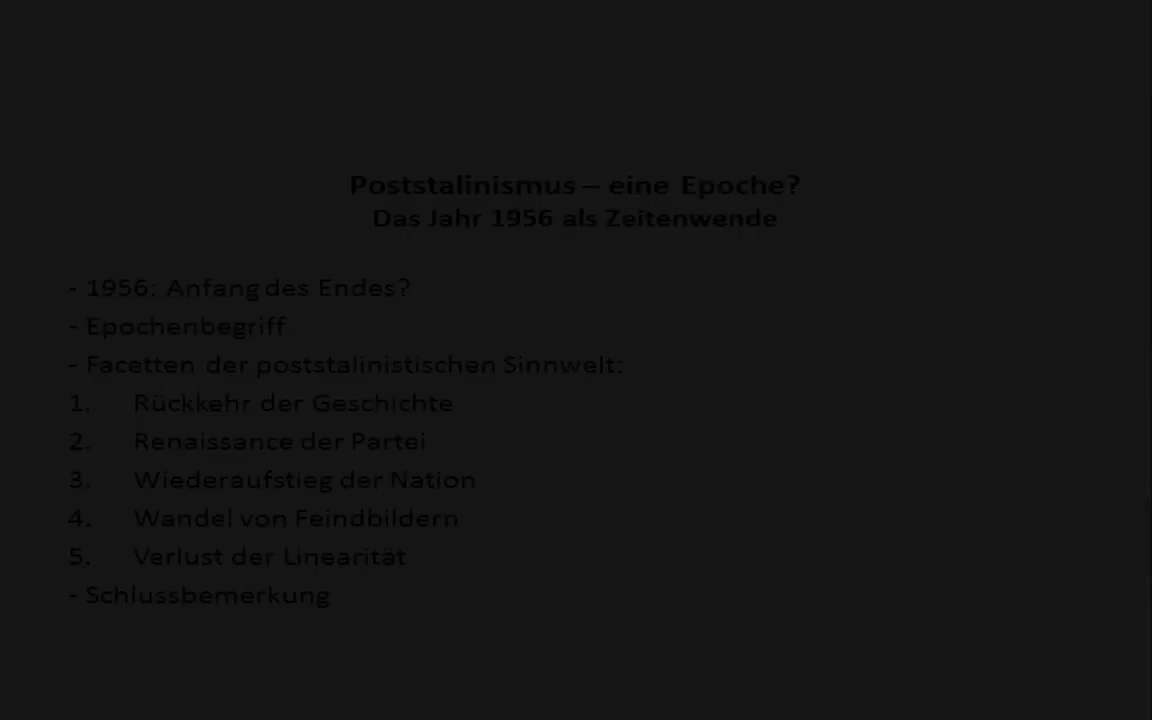 Poststalinismus – eine Epoche?
Das Jahr 1956 als Zeitenwende
- 1956: Anfang des Endes?
- Epochenbegriff
- Facetten der poststalinistischen Sinnwelt:
1. Rückkehr der Geschichte
2. Renaissance der Partei
3. Wiederaufstieg der Nation
4. Wandel von Feindbildern
5. Verlust der Linearität
- Schlussbemerkung